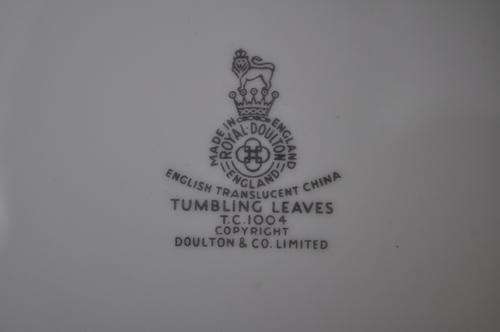 MADE IN ENGLAND
ROYAL·DOULTON
ENGLAND
ENGLISH TRANSLUCENT CHINA
TUMBLING LEAVES
T.C.1004
COPYRIGHT
DOULTON & CO. LIMITED